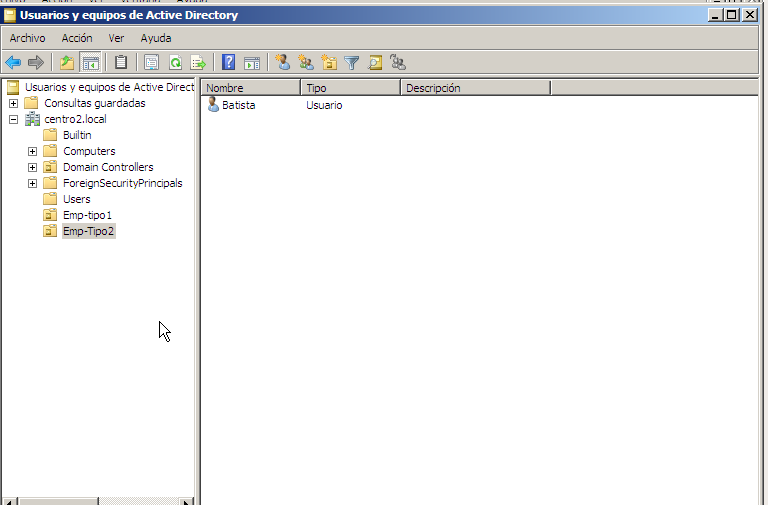 Usuarios y equipos de Active Directory
Archivo Acción Ver Ayuda
Usuarios y equipos de Active Direct
Consultas guardadas
centro2.local
Builtin
Computers
Domain Controllers
ForeignSecurityPrincipals
Users
Emp-tipo1
Emp-Tipo2
Nombre Tipo Descripción
Batista Usuario